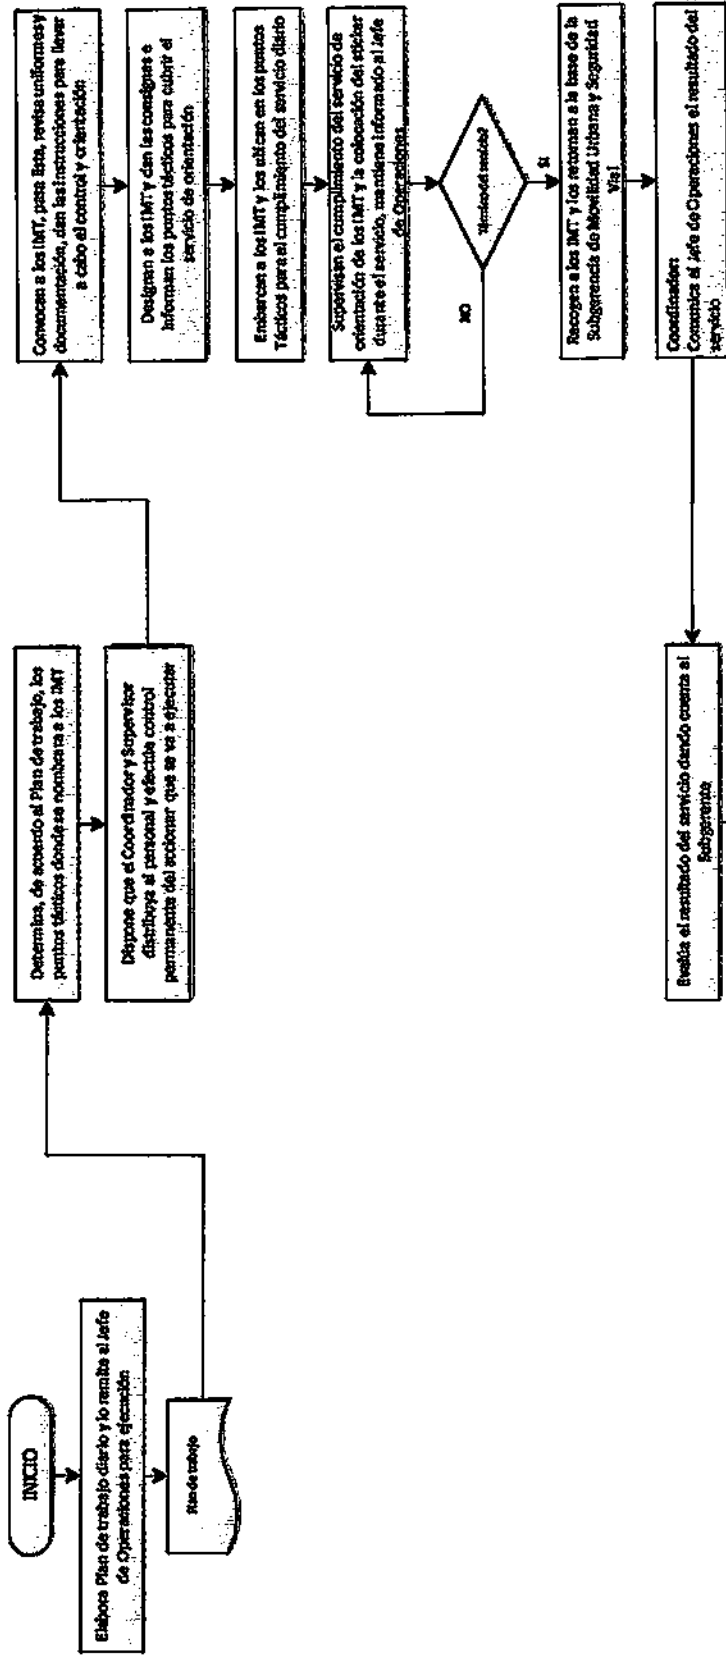 INICIO
Elabora Plan de trabajo diario y lo remite al Jefe
de Operaciones para ejecución
Plan de trabajo
Determina, de acuerdo al Plan de trabajo, los
puntos tácticos donde se nombrara a los IMT
Dispone que el Coordinador y Supervisor
distribuya al personal y efectúe control
permanente del accionar que se va a ejecutar
Convocan a los IMT, pasa lista, revisa uniformes y
documentación, dan las instrucciones para llevar
a cabo el control y orientación
Designan a los IMT y dan las consignas e
informan los puntos tácticos para cubrir el
servicio de orientación
Embarcan a los IMT y los ubican en los puntos
Tácticos para el cumplimiento del servicio diario
Supervisan el cumplimiento del servicio de
orientación de los IMT y la colocación del sticker
durante el servicio, mantiene informado al Jefe
de Operaciones
Término del servicio?
NO
SI
Recogen a los IMT y los retornan a la base de la
Subgerencia de Movilidad Urbana y Seguridad
Vial
Coordinador:
Comunica al Jefe de Operaciones el resultado del
servicio
Evalúa el resultado del servicio dando cuenta al
Subgerente